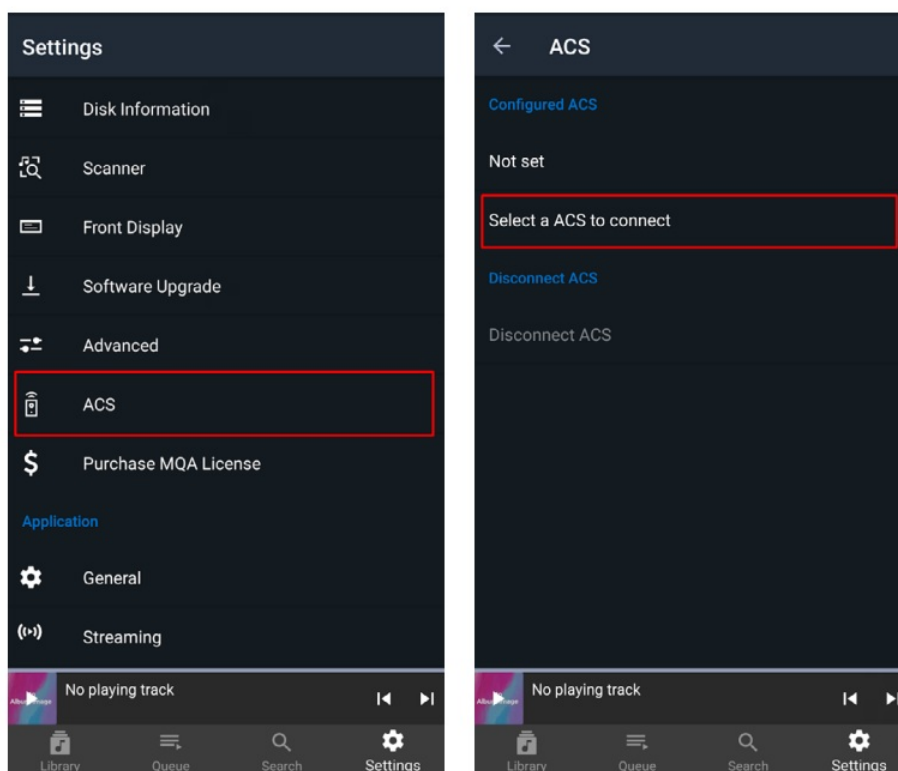 Settings
Disk Information
Scanner
Front Display
Software Upgrade
Advanced
ACS
$ Purchase MQA License
Application
General
Streaming
No playing track
Library
Queue
Search
Settings
ACS
Configured ACS
Not set
Select a ACS to connect
Disconnect ACS
Disconnect ACS
No playing track
Library
Queue
Search
Settings